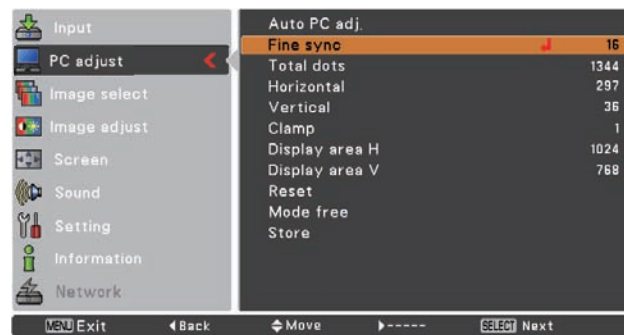 Input
PC adjust
Image select
Image adjust
Screen
Sound
Setting
Information
Network
Auto PC adj.
Fine sync 16
Total dots 1344
Horizontal 297
Vertical 36
Clamp 1
Display area H 1024
Display area V 768
Reset
Mode free
Store
MENU Exit ◀Back Move ▶----- SELECT Next